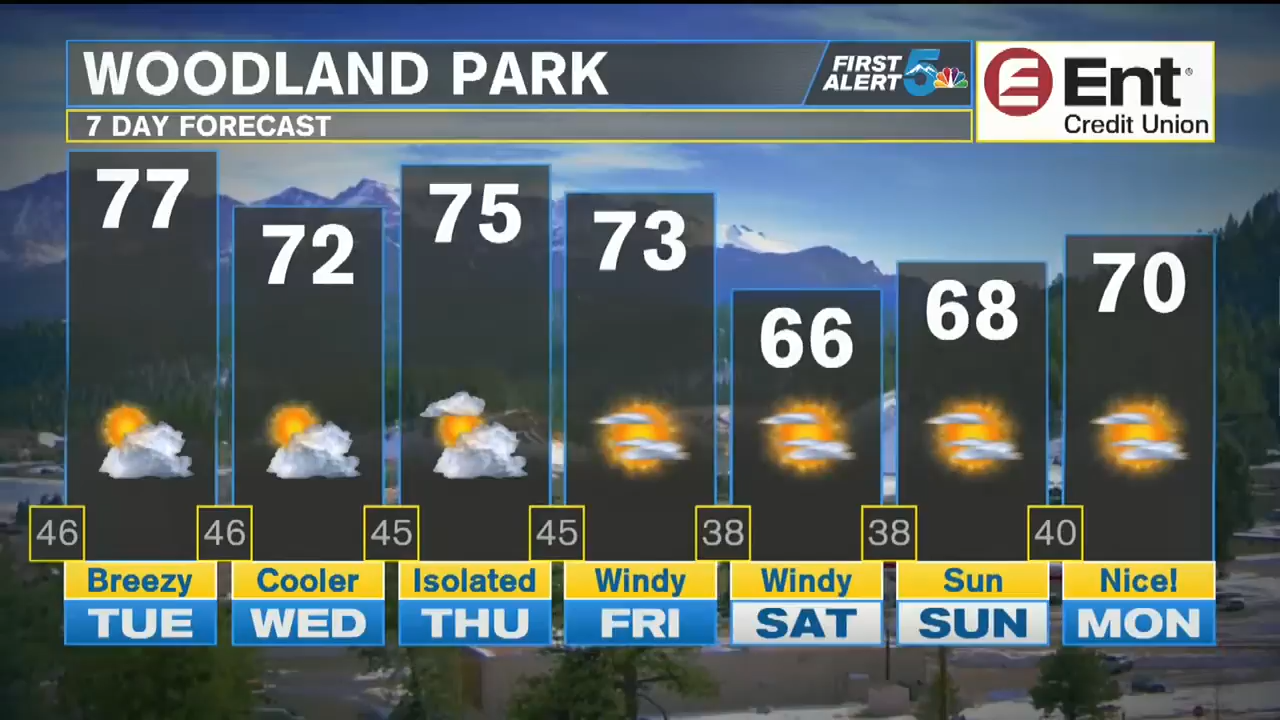 WOODLAND PARK
FIRST
ALERT 5
Ent
Credit Union
7 DAY FORECAST
77
72
75
73
66
68
70
46
46
45
45
38
38
40
Breezy
Cooler
Isolated
Windy
Windy
Sun
Nice!
TUE
WED
THU
FRI
SAT
SUN
MON